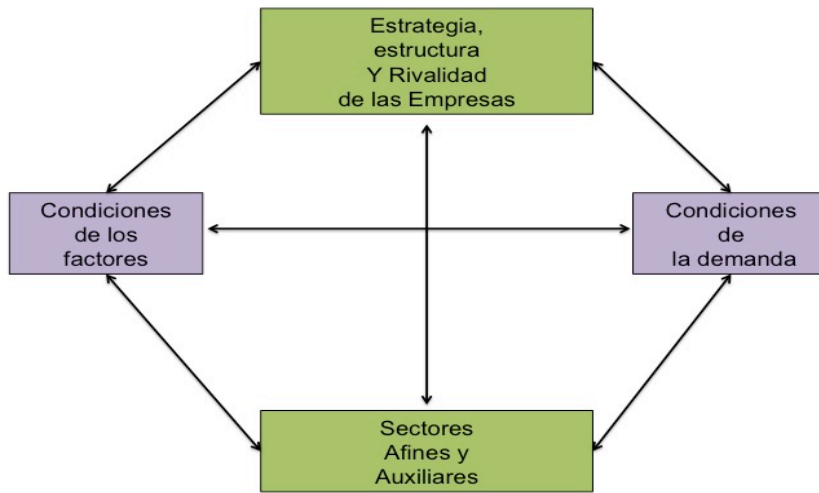 Estrategia,
estructura
Y Rivalidad
de las Empresas
Condiciones
de los
factores
Condiciones
de
la demanda
Sectores
Afines y
Auxiliares